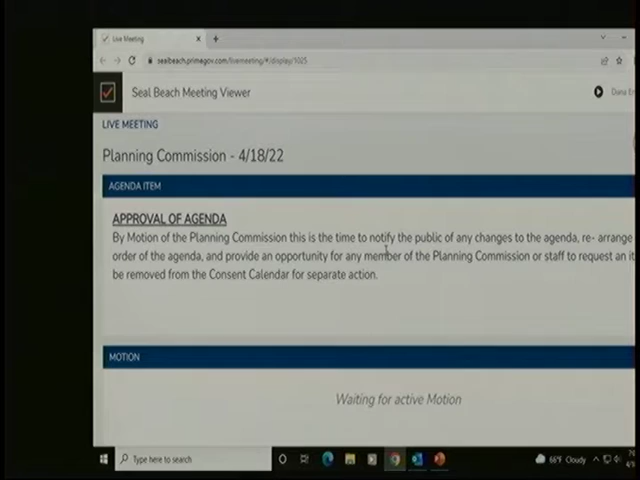 Live Meeting
sealbeach.primegov.com/livemeeting/#/display/1025
Seal Beach Meeting Viewer
LIVE MEETING
Planning Commission - 4/18/22
AGENDA ITEM
APPROVAL OF AGENDA
By Motion of the Planning Commission this is the time to notify the public of any changes to the agenda, re- arrange
order of the agenda, and provide an opportunity for any member of the Planning Commission or staff to request an it
be removed from the Consent Calendar for separate action.
MOTION
Waiting for active Motion
Type here to search
66°F Cloudy